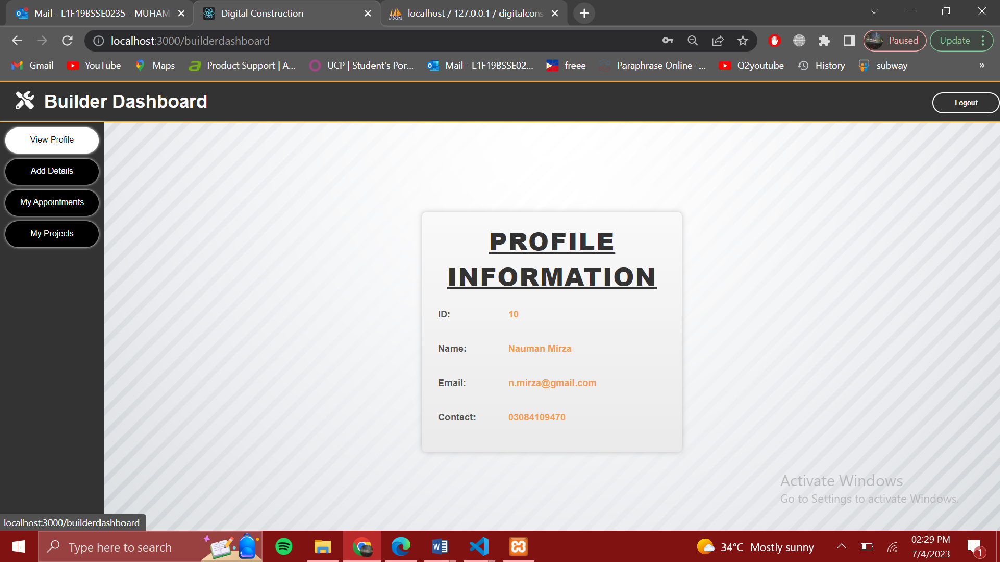 Mail - L1F19BSSE0235 - MUHAM
Digital Construction
localhost / 127.0.0.1 / digitalcons
localhost:3000/builderdashboard
Paused
Update
Gmail
YouTube
Maps
Product Support | A...
UCP | Student's Por...
Mail - L1F19BSSE02...
freee
Paraphrase Online -...
Q2youtube
History
subway
»
Builder Dashboard
Logout
View Profile
Add Details
My Appointments
My Projects
PROFILE
INFORMATION
ID: 10
Name: Nauman Mirza
Email: n.mirza@gmail.com
Contact: 03084109470
Activate Windows
Go to Settings to activate Windows.
localhost:3000/builderdashboard
Type here to search
34°C Mostly sunny
02:29 PM
7/4/2023
1